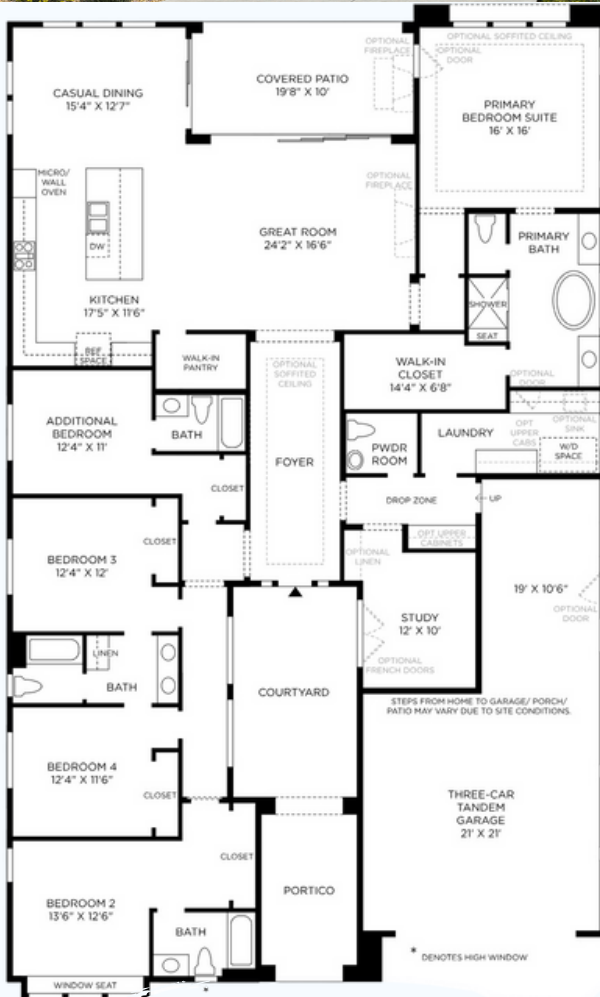 OPTIONAL SOFFITED CEILING
OPTIONAL
FIREPLACE
OPTIONAL
DOOR
CASUAL DINING
15'4" X 12'7"
COVERED PATIO
19'8" X 10'
PRIMARY
BEDROOM SUITE
16' X 16'
MICRO/
WALL
OVEN
OPTIONAL
FIREPLACE
DW
GREAT ROOM
24'2" X 16'6"
PRIMARY
BATH
KITCHEN
17'5" X 11'6"
SHOWER
SEAT
REF
SPACE
WALK-IN
PANTRY
OPTIONAL
SOFFITED
CEILING
WALK-IN
CLOSET
14'4" X 6'8"
OPTIONAL
DOOR
ADDITIONAL
BEDROOM
12'4" X 11'
BATH
FOYER
PWDR
ROOM
LAUNDRY
OPT
UPPER
CABS
OPTIONAL
SINK
W/D
SPACE
CLOSET
DROP ZONE
UP
OPT UPPER
CABINETS
OPTIONAL
LINEN
BEDROOM 3
12'4" X 12'
CLOSET
STUDY
12' X 10'
19' X 10'6"
OPTIONAL
DOOR
OPTIONAL
FRENCH DOORS
LINEN
BATH
COURTYARD
STEPS FROM HOME TO GARAGE/ PORCH/
PATIO MAY VARY DUE TO SITE CONDITIONS.
BEDROOM 4
12'4" X 11'6"
CLOSET
THREE-CAR
TANDEM
GARAGE
21' X 21'
CLOSET
PORTICO
BEDROOM 2
13'6" X 12'6"
BATH
* DENOTES HIGH WINDOW
WINDOW SEAT
*